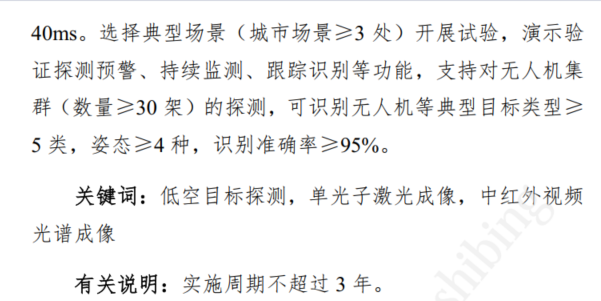 40ms。选择典型场景（城市场景≥3 处）开展试验，演示验
证探测预警、持续监测、跟踪识别等功能，支持对无人机集
群（数量≥30 架）的探测，可识别无人机等典型目标类型≥
5 类，姿态≥4 种，识别准确率≥95%。
关键词：低空目标探测，单光子激光成像，中红外视频
光谱成像
有关说明：实施周期不超过 3 年。
shibing